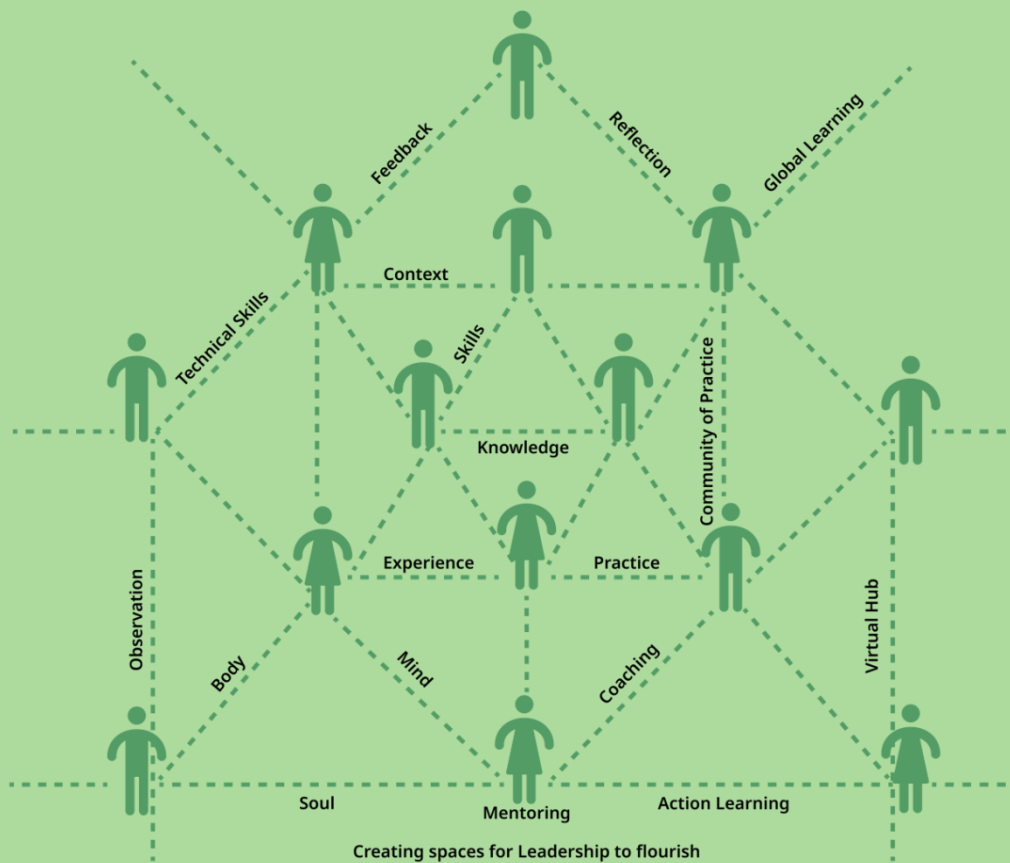 Feedback
Reflection
Global Learning
Context
Technical Skills
Skills
Community of Practice
Knowledge
Experience
Practice
Observation
Virtual Hub
Body
Mind
Coaching
Soul
Mentoring
Action Learning
Creating spaces for Leadership to flourish